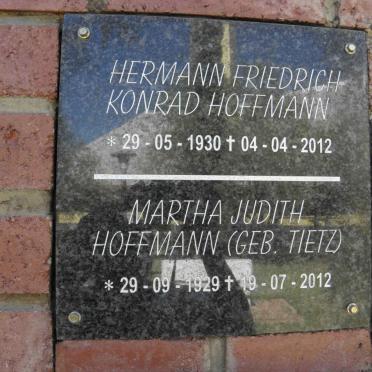 HERMANN FRIEDRICH
KONRAD HOFFMANN
* 29 - 05 - 1930 † 04 - 04 - 2012
MARTHA JUDITH
HOFFMANN (GEB. TIETZ)
* 29 - 09 - 1929 † 19 - 07 - 2012